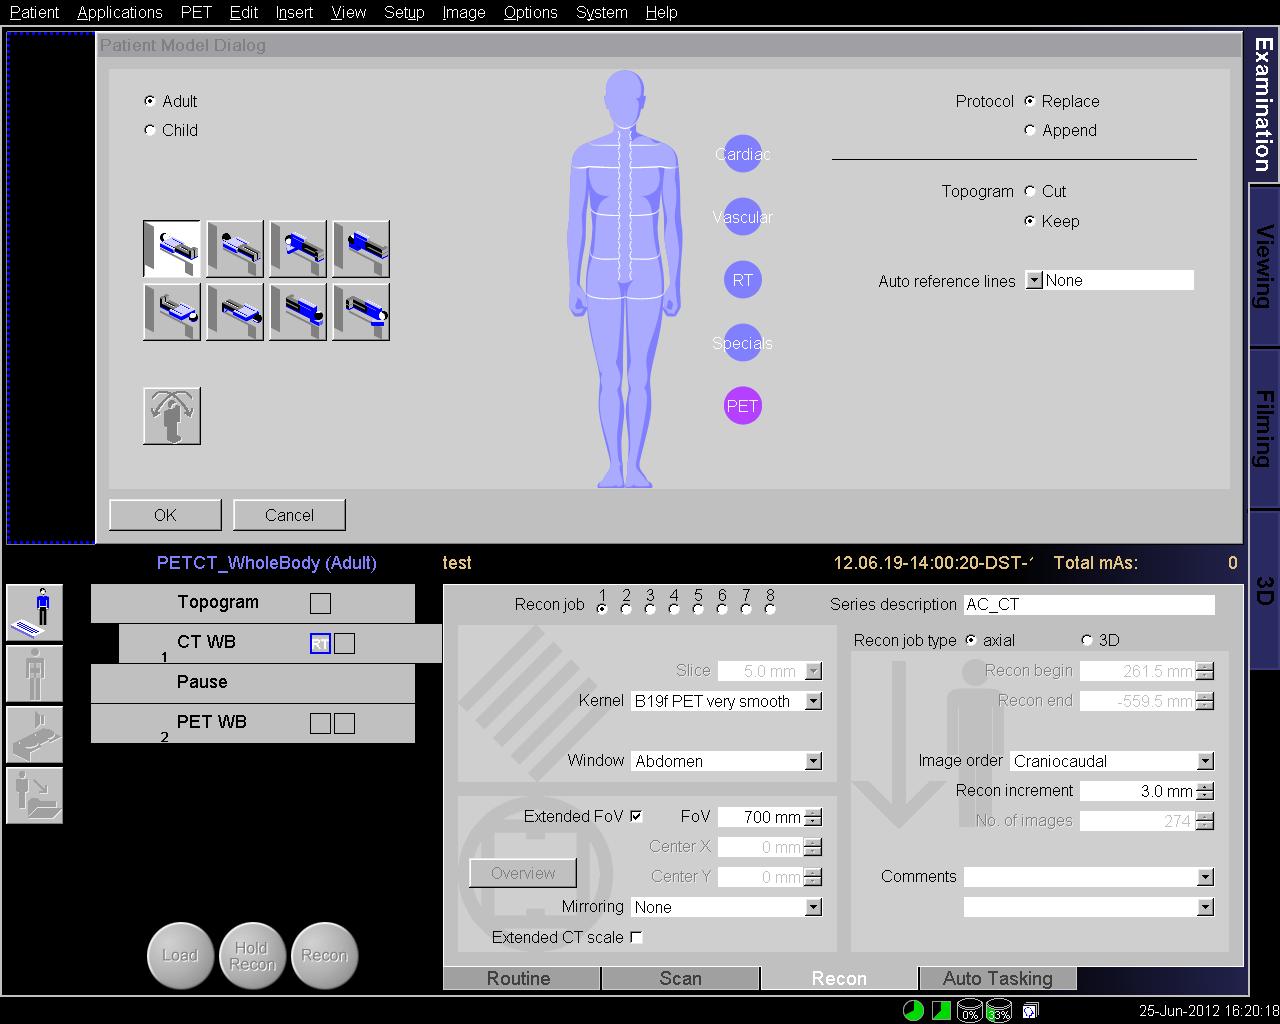 Patient Applications PET Edit Insert View Setup Image Options System Help
Patient Model Dialog
Adult
Child
Cardiac
Vascular
RT
Specials
PET
Protocol Replace
Append
Topogram Cut
Keep
Auto reference lines None
OK Cancel
Examination
Viewing
Filming
3D
PETCT_WholeBody (Adult) test 12.06.19-14:00:20-DST-1 Total mAs: 0
Topogram
1 CT WB RT
Pause
2 PET WB
Load
Hold
Recon
Recon
Recon job 1 2 3 4 5 6 7 8
Slice 5.0 mm
Kernel B19f PET very smooth
Window Abdomen
Extended FoV FoV 700 mm
Center X 0 mm
Overview Center Y 0 mm
Mirroring None
Extended CT scale
Series description AC_CT
Recon job type axial 3D
Recon begin 261.5 mm
Recon end -559.5 mm
Image order Craniocaudal
Recon increment 3.0 mm
No. of images 274
Comments
Routine Scan Recon Auto Tasking
0% 33% 25-Jun-2012 16:20:18